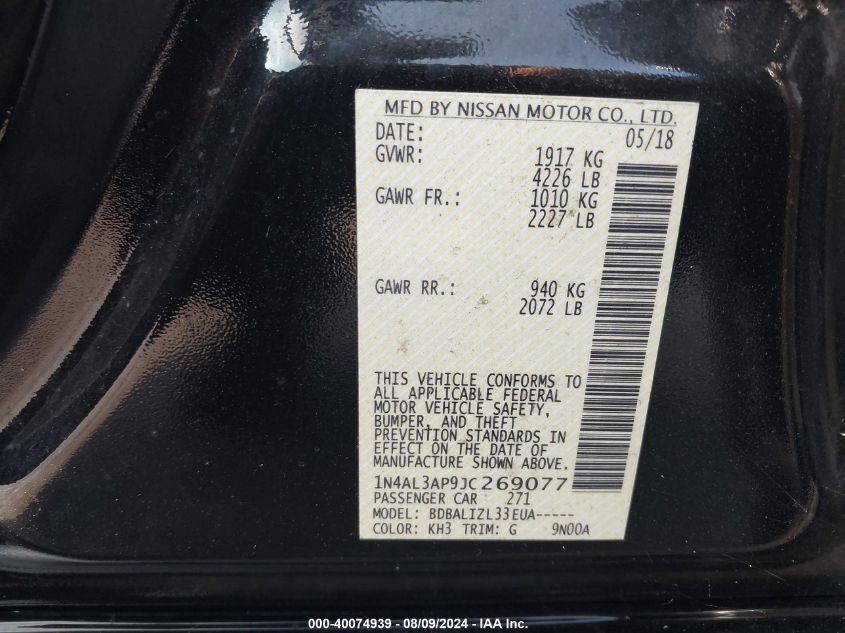 MFD BY NISSAN MOTOR CO., LTD.
DATE: 05/18
GVWR: 1917 KG
4226 LB
GAWR FR.: 1010 KG
2227 LB
GAWR RR.: 940 KG
2072 LB
THIS VEHICLE CONFORMS TO
ALL APPLICABLE FEDERAL
MOTOR VEHICLE SAFETY,
BUMPER, AND THEFT
PREVENTION STANDARDS IN
EFFECT ON THE DATE OF
MANUFACTURE SHOWN ABOVE.
1N4AL3AP9JC269077
PASSENGER CAR 271
MODEL: BDBALIZL33EUA-----
COLOR: KH3 TRIM: G 9N00A
000-40074939 - 08/09/2024 - IAA Inc.